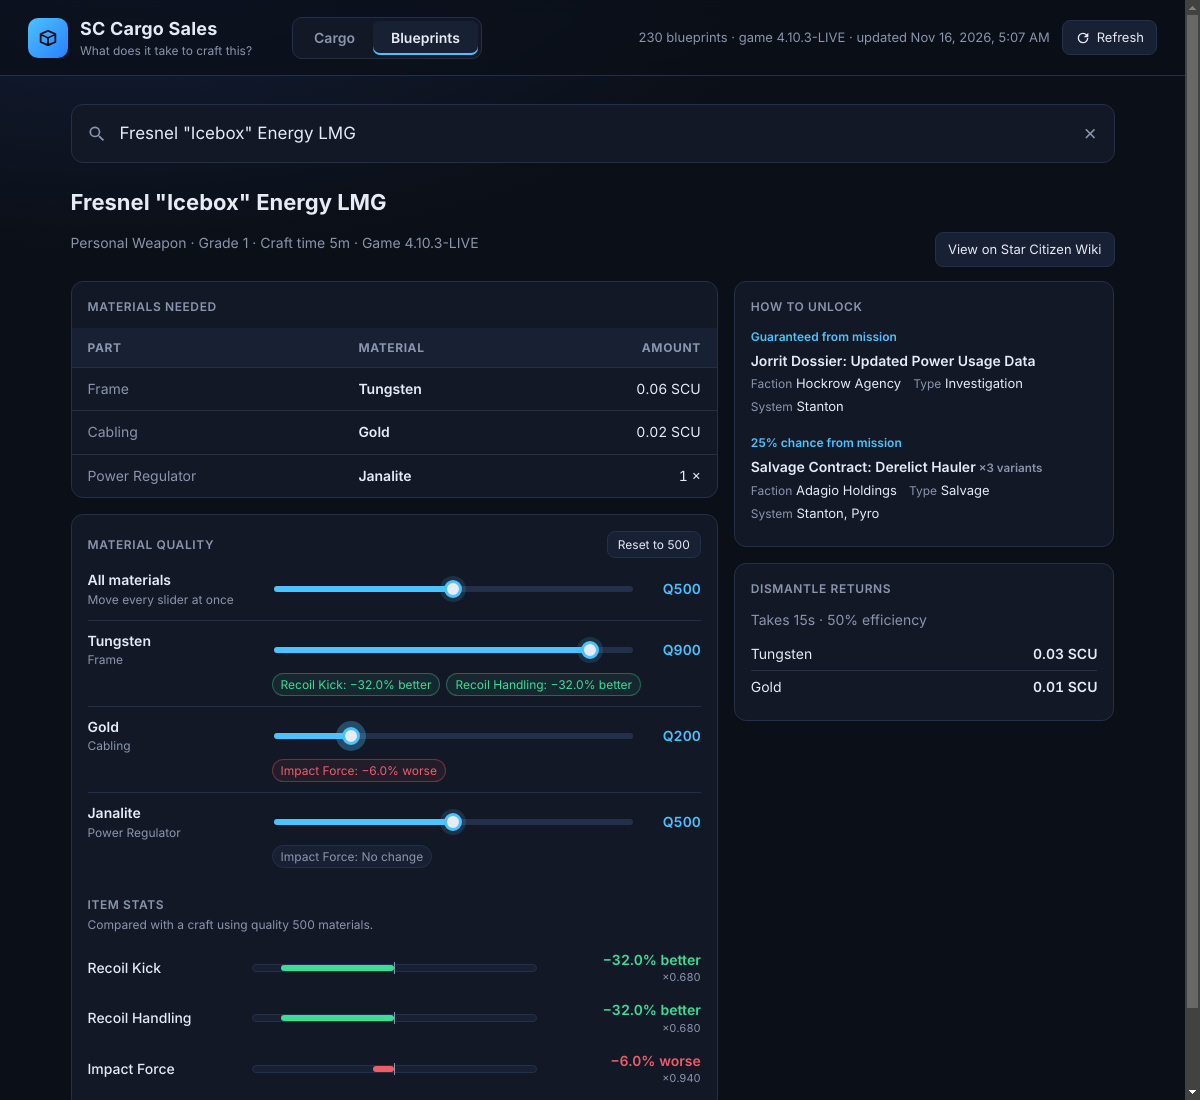 SC Cargo Sales
What does it take to craft this?
Cargo
Blueprints
230 blueprints · game 4.10.3-LIVE · updated Nov 16, 2026, 5:07 AM
Refresh
Fresnel "Icebox" Energy LMG
Fresnel "Icebox" Energy LMG
Personal Weapon · Grade 1 · Craft time 5m · Game 4.10.3-LIVE
View on Star Citizen Wiki
MATERIALS NEEDED
PART MATERIAL AMOUNT
Frame Tungsten 0.06 SCU
Cabling Gold 0.02 SCU
Power Regulator Janalite 1 ×
MATERIAL QUALITY
Reset to 500
All materials
Move every slider at once
Q500
Tungsten
Frame
Q900
Recoil Kick: −32.0% better
Recoil Handling: −32.0% better
Gold
Cabling
Q200
Impact Force: −6.0% worse
Janalite
Power Regulator
Q500
Impact Force: No change
ITEM STATS
Compared with a craft using quality 500 materials.
Recoil Kick
−32.0% better
×0.680
Recoil Handling
−32.0% better
×0.680
Impact Force
−6.0% worse
×0.940
HOW TO UNLOCK
Guaranteed from mission
Jorrit Dossier: Updated Power Usage Data
Faction Hockrow Agency Type Investigation
System Stanton
25% chance from mission
Salvage Contract: Derelict Hauler ×3 variants
Faction Adagio Holdings Type Salvage
System Stanton, Pyro
DISMANTLE RETURNS
Takes 15s · 50% efficiency
Tungsten 0.03 SCU
Gold 0.01 SCU